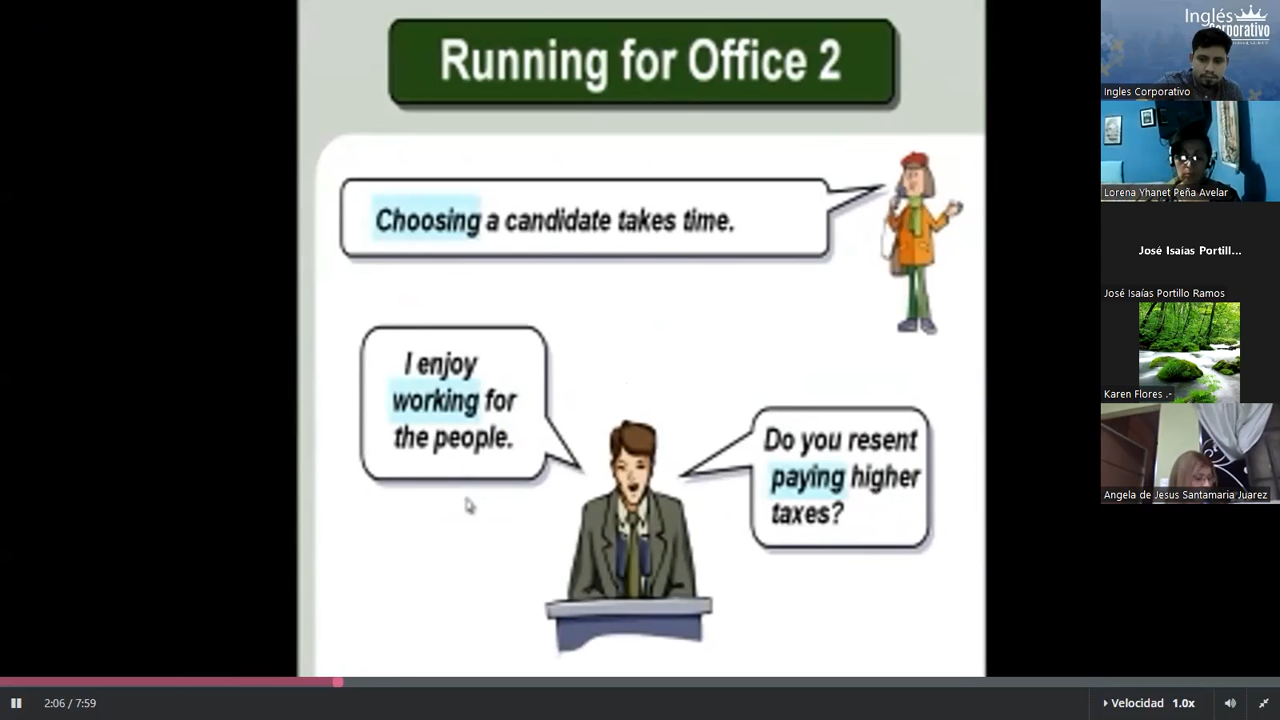 Running for Office 2
Choosing a candidate takes time.
I enjoy
working for
the people.
Do you resent
paying higher
taxes?
Inglés
Corporativo
Ingles Corporativo
Lorena Yhanet Peña Avelar
José Isaías Portill...
José Isaías Portillo Ramos
Karen Flores .-
Angela de Jesus Santamaria Juarez
2:06 / 7:59
Velocidad 1.0x